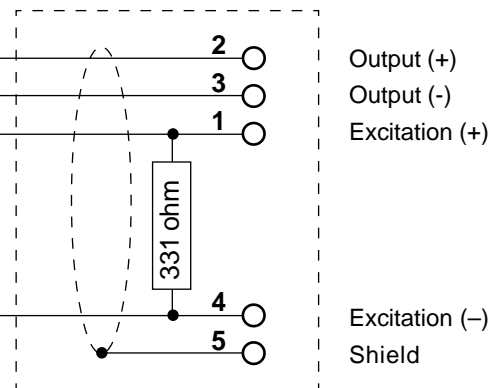 2 Output (+)
3 Output (-)
1 Excitation (+)
331 ohm
4 Excitation (–)
5 Shield